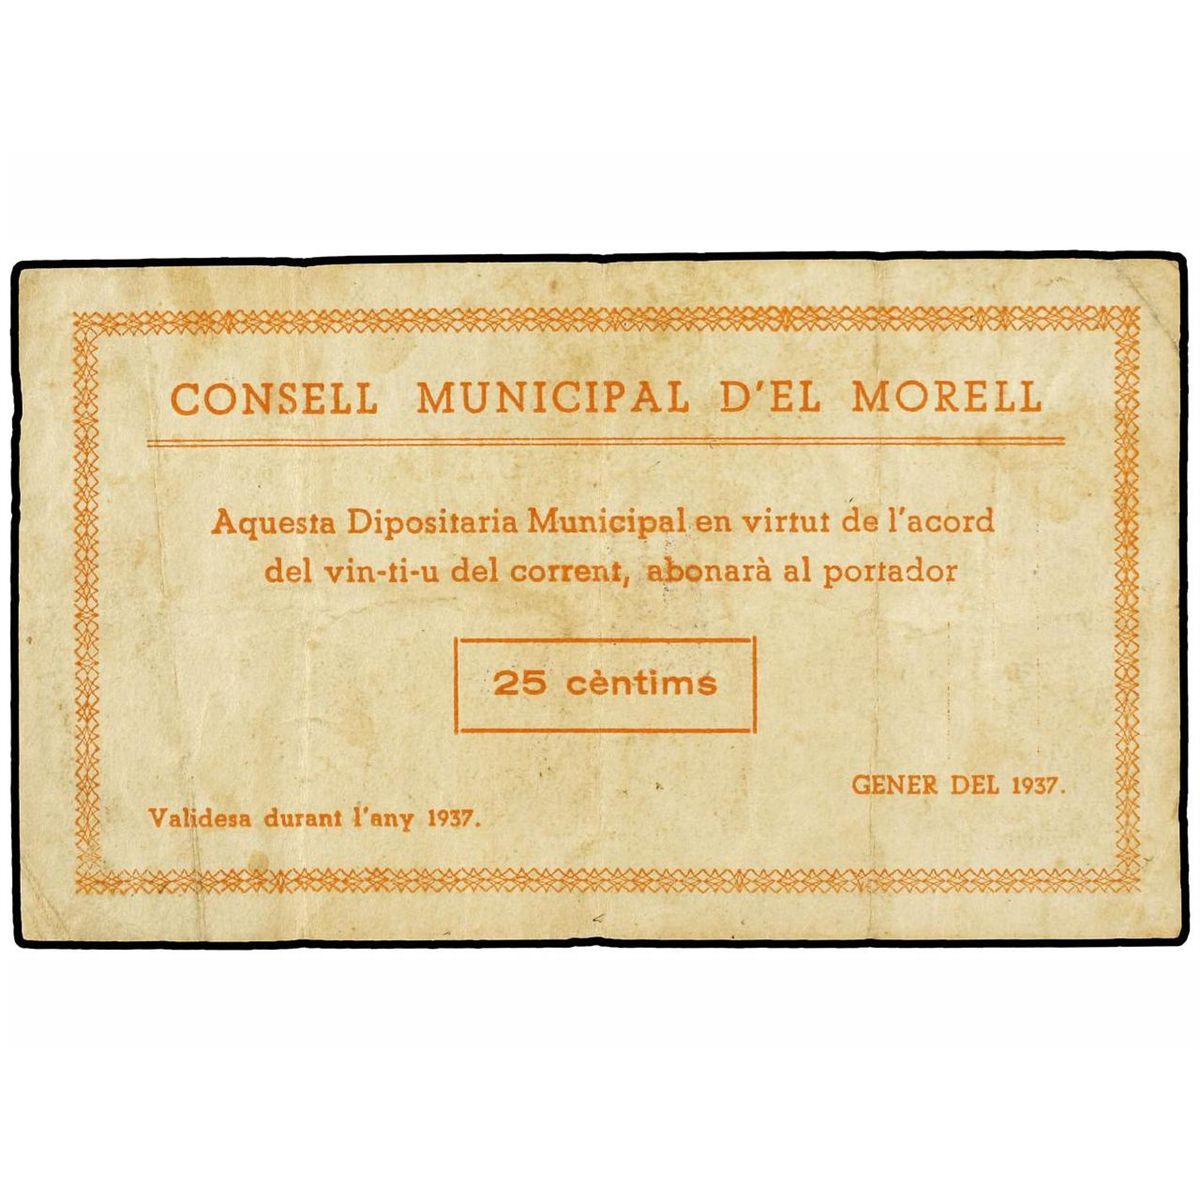 CONSELL MUNICIPAL D'EL MORELL
Aquesta Dipositaria Municipal en virtut de l'acord
del vin-ti-u del corrent, abonarà al portador
25 cèntims
GENER DEL 1937.
Validesa durant l'any 1937.